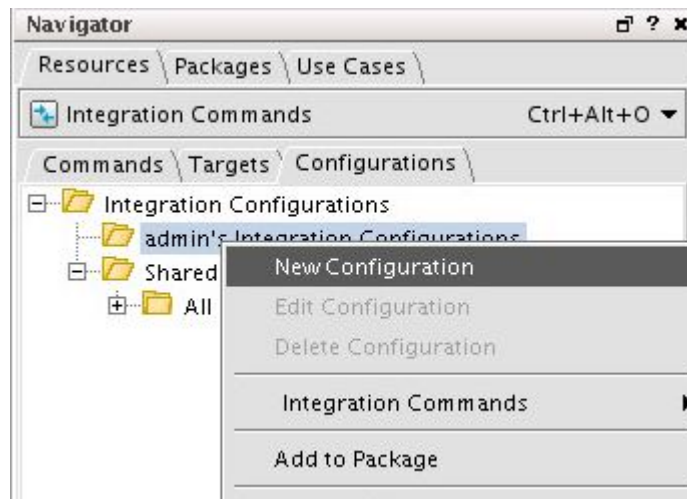 Navigator ?
Resources Packages Use Cases
Integration Commands Ctrl+Alt+O
Commands Targets Configurations
Integration Configurations
admin's Integration Configurations
Shared
New Configuration
All
Edit Configuration
Delete Configuration
Integration Commands
Add to Package